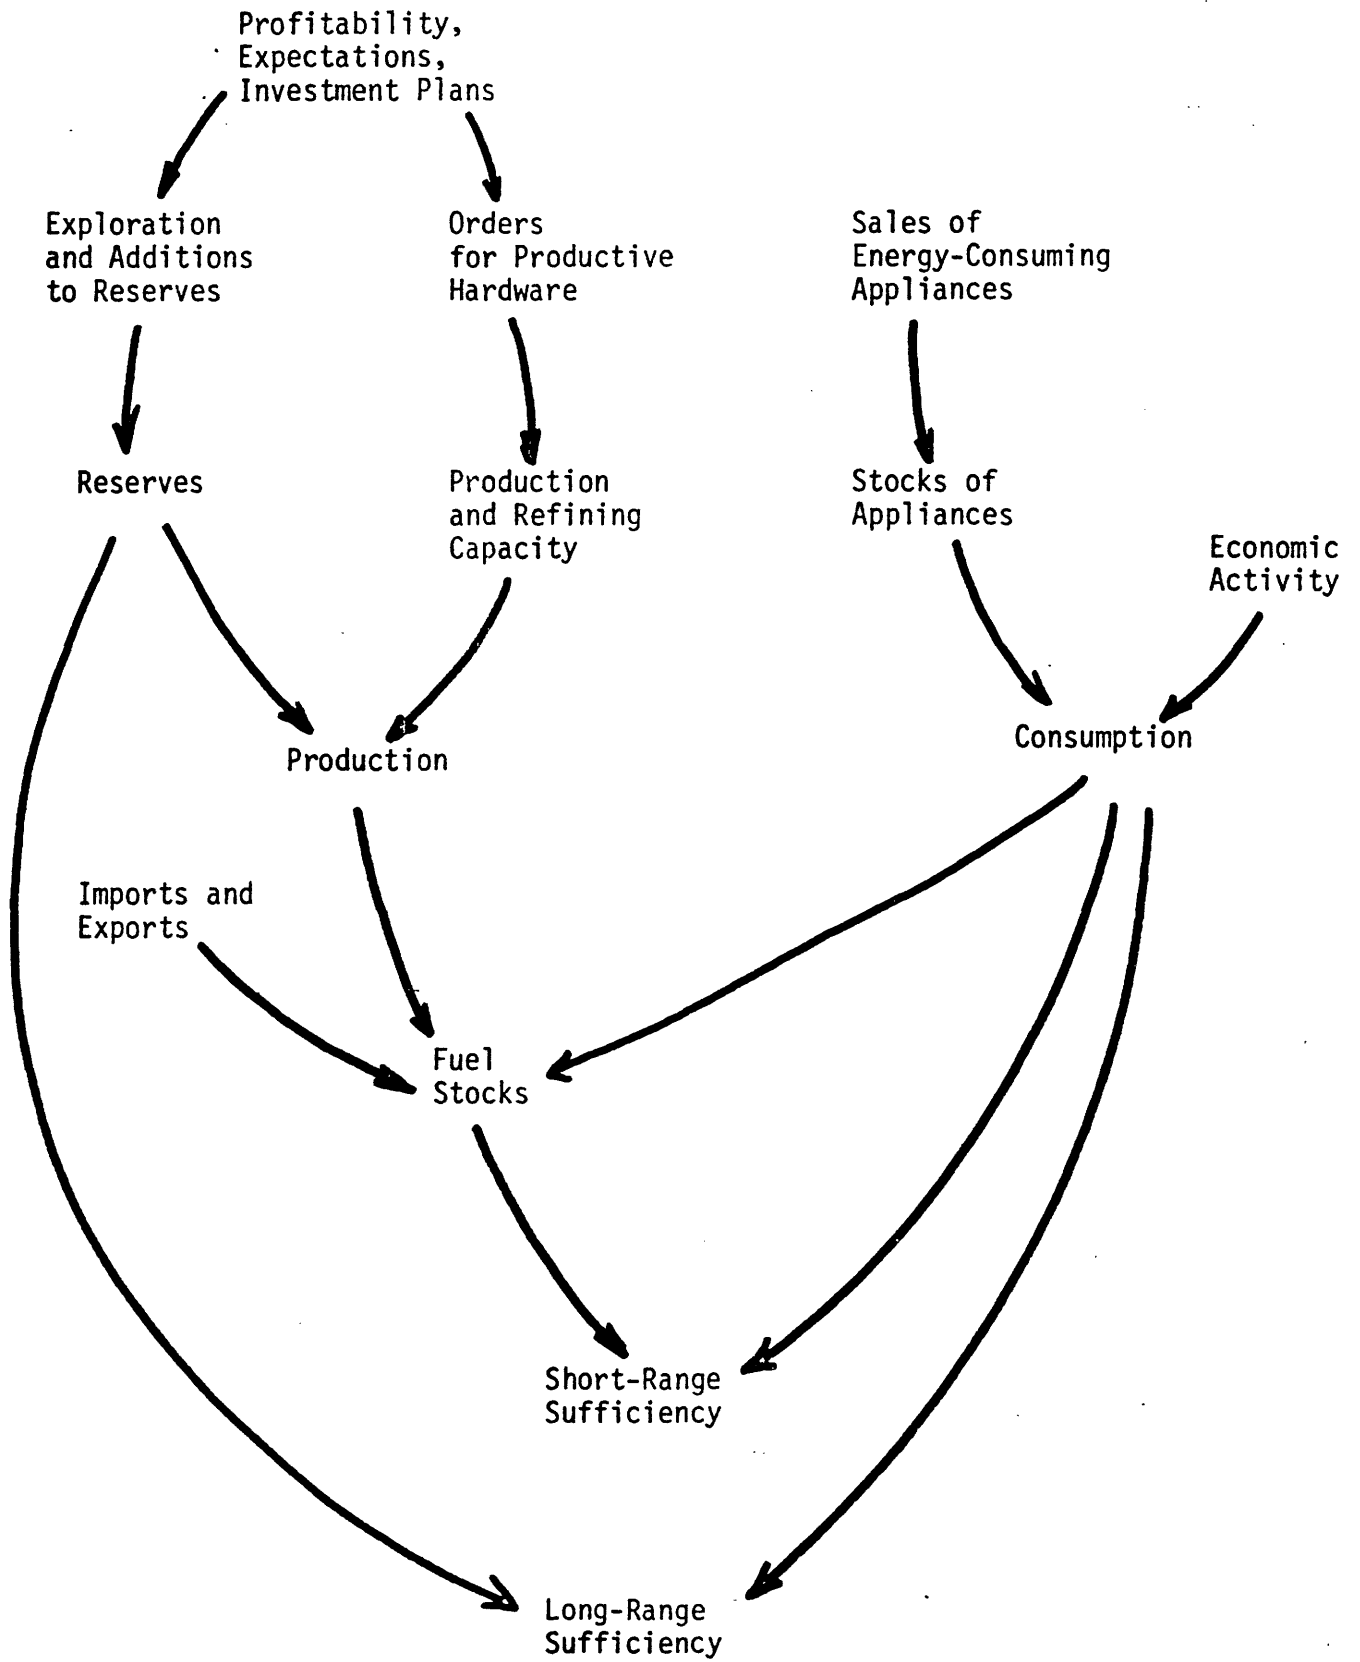 Profitability,
Expectations,
Investment Plans
Exploration
and Additions
to Reserves
Orders
for Productive
Hardware
Sales of
Energy-Consuming
Appliances
Reserves
Production
and Refining
Capacity
Stocks of
Appliances
Economic
Activity
Production
Consumption
Imports and
Exports
Fuel
Stocks
Short-Range
Sufficiency
Long-Range
Sufficiency